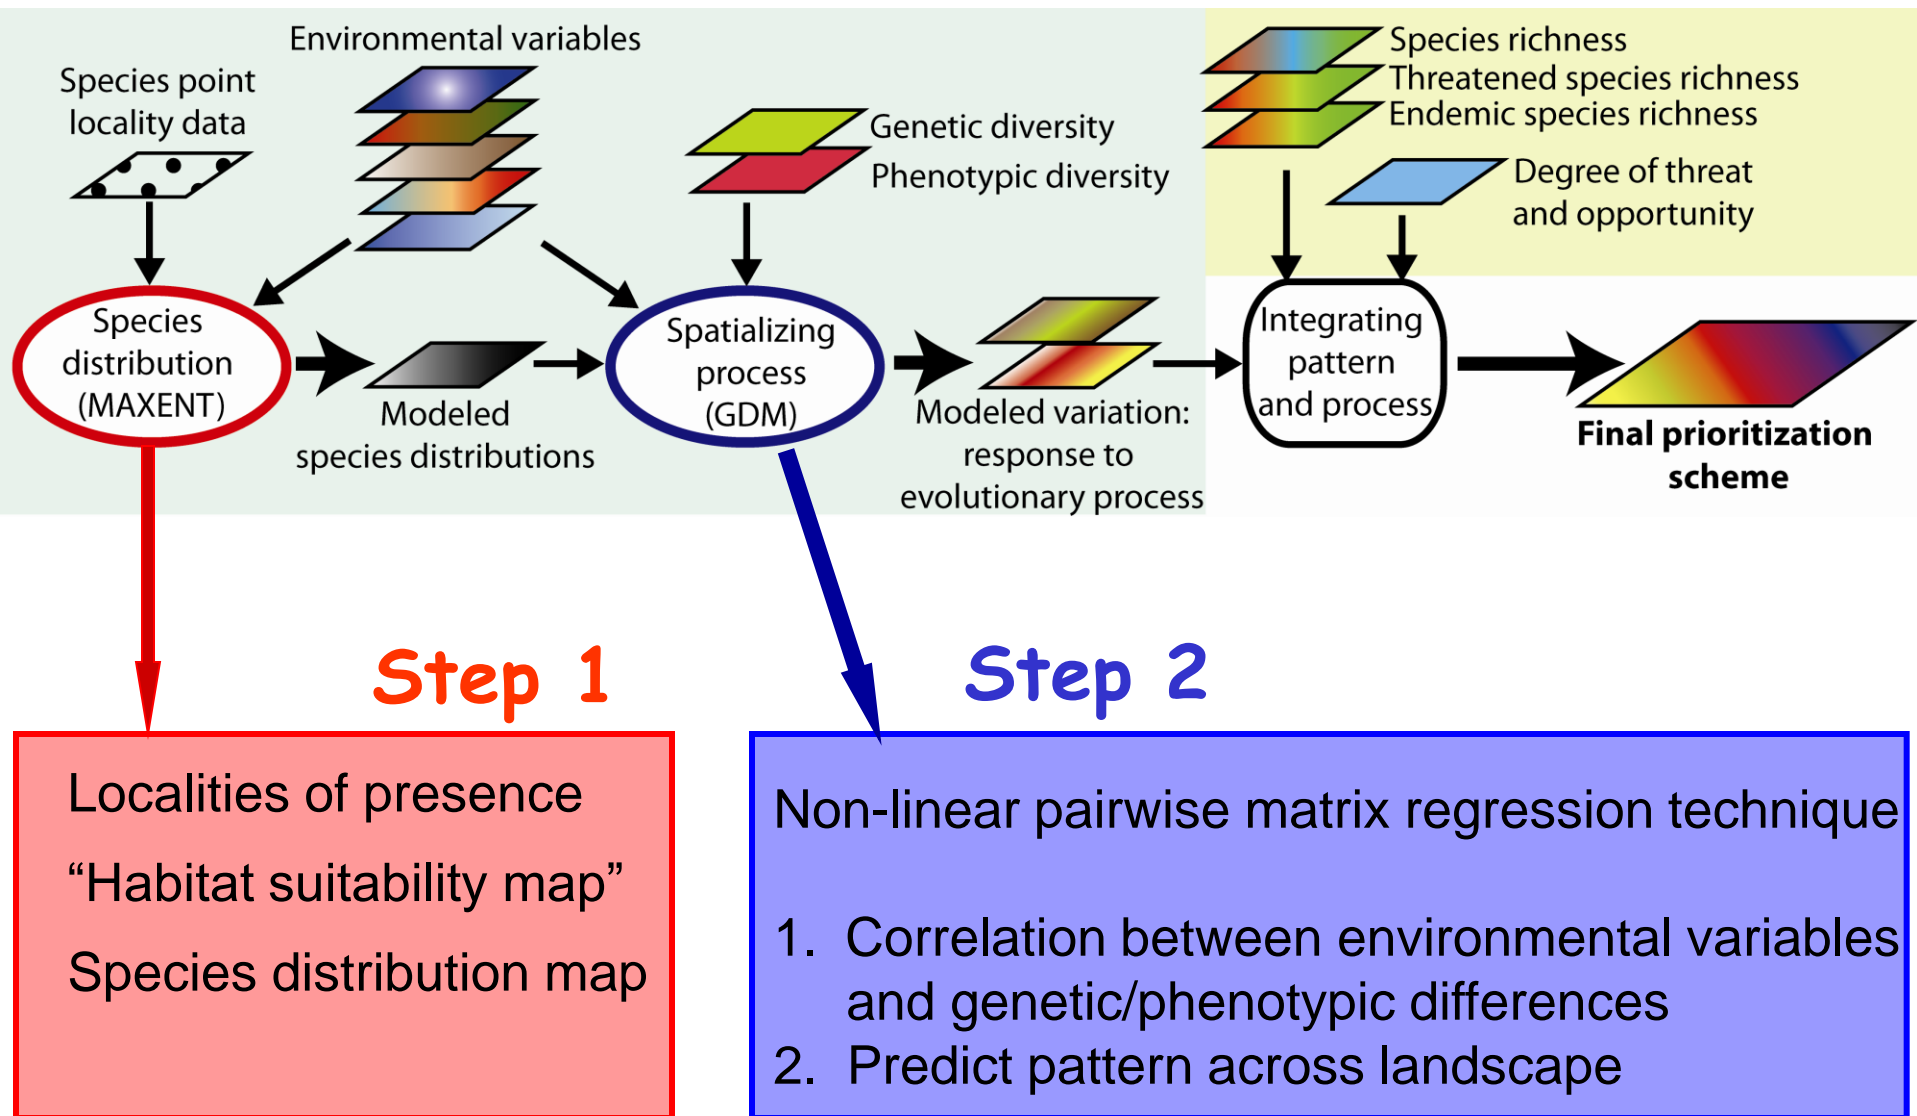 Environmental variables
Species point
locality data
Genetic diversity
Phenotypic diversity
Species richness
Threatened species richness
Endemic species richness
Degree of threat
and opportunity
Species
distribution
(MAXENT)
Modeled
species distributions
Spatializing
process
(GDM)
Modeled variation:
response to
evolutionary process
Integrating
pattern
and process
Final prioritization
scheme
Step 1
Step 2
Localities of presence
“Habitat suitability map”
Species distribution map
Non-linear pairwise matrix regression technique
1. Correlation between environmental variables
and genetic/phenotypic differences
2. Predict pattern across landscape